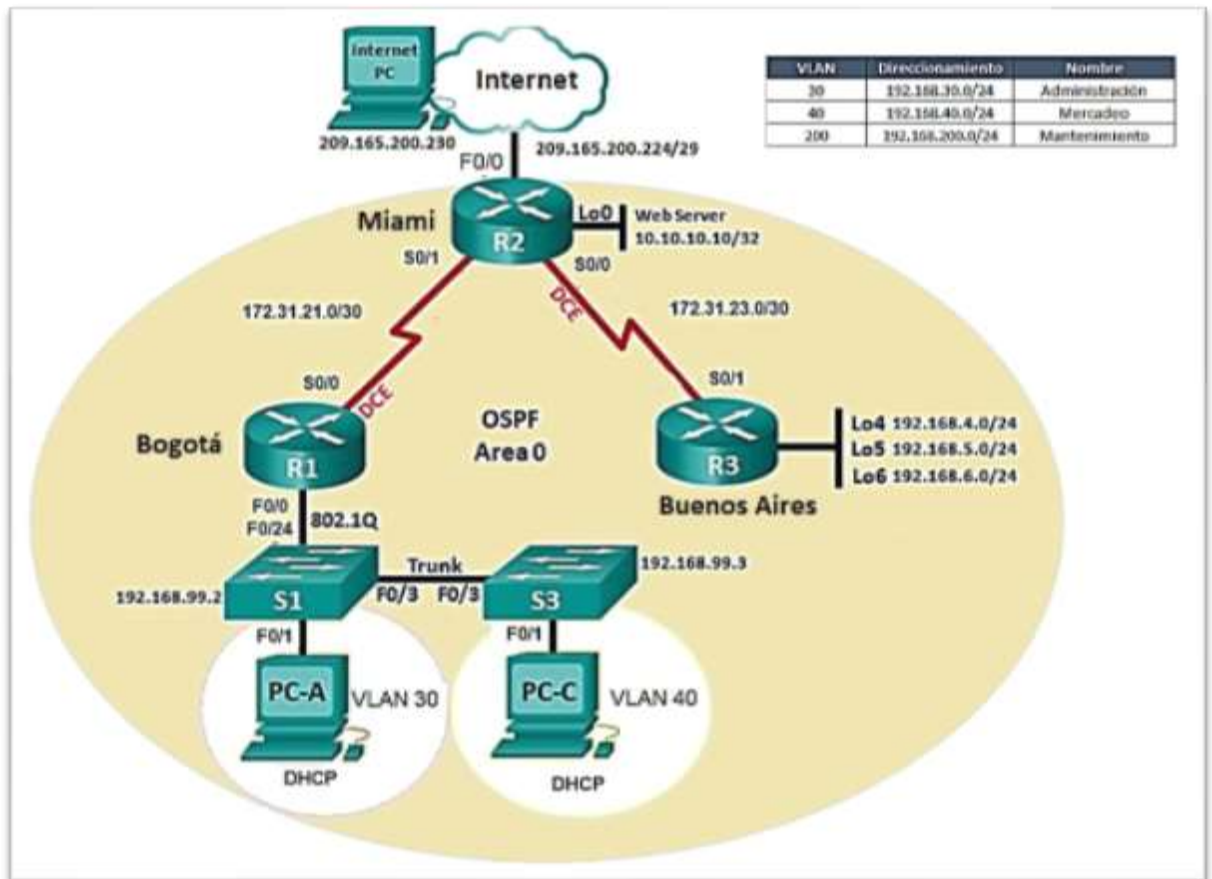 Internet
PC
Internet
209.165.200.230
F0/0
209.165.200.224/29
VLAN Direccionamiento Nombre
30 192.168.30.0/24 Administración
40 192.168.40.0/24 Mercadeo
200 192.168.200.0/24 Mantenimiento
Miami
R2
Lo0
Web Server
10.10.10.10/32
S0/1
S0/0
DCE
172.31.21.0/30
172.31.23.0/30
S0/0
DCE
S0/1
OSPF
Area 0
Bogotá
R1
R3
Buenos Aires
Lo4 192.168.4.0/24
Lo5 192.168.5.0/24
Lo6 192.168.6.0/24
F0/0
F0/24
802.1Q
Trunk
192.168.99.3
192.168.99.2
S1
F0/3
F0/3
S3
F0/1
F0/1
PC-A
VLAN 30
PC-C
VLAN 40
DHCP
DHCP